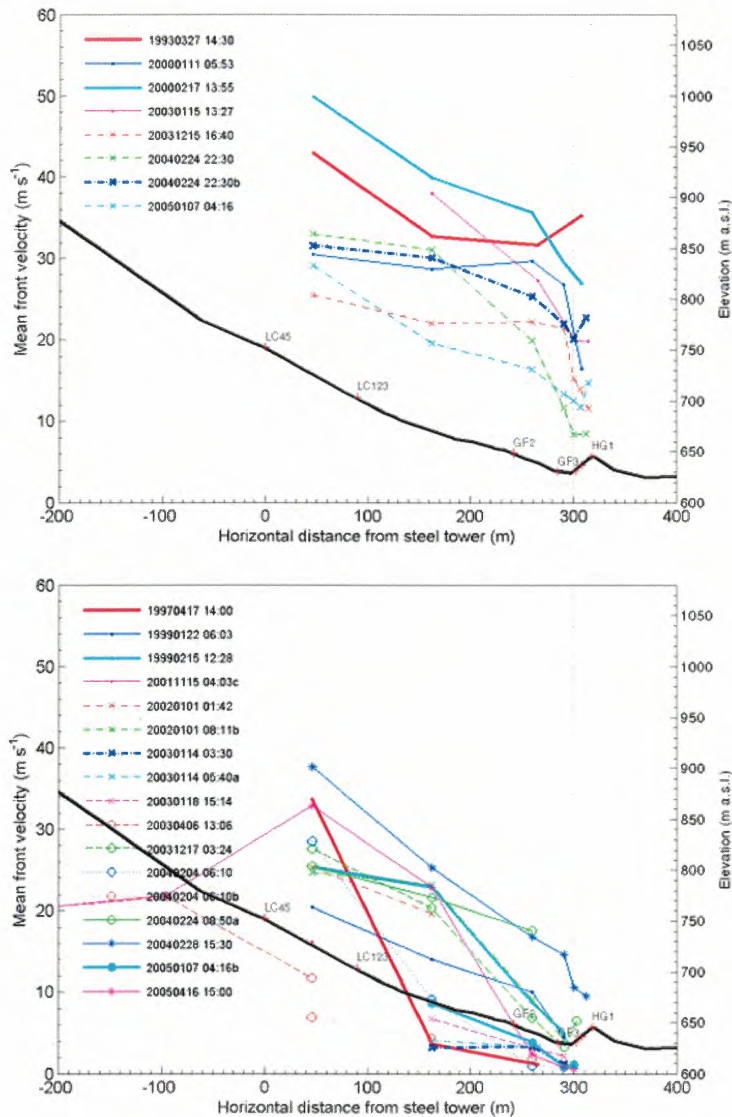 60
50
40
30
20
10
0
Mean front velocity (m s⁻¹)
19930327 14:30
20000111 05:53
20000217 13:55
20030115 13:27
20031215 16:40
20040224 22:30
20040224 22:30b
20050107 04:16
LC45
LC123
GF2
GF3
HG1
1050
1000
950
900
850
800
750
700
650
600
Elevation (m a.s.l.)
-200 -100 0 100 200 300 400
Horizontal distance from steel tower (m)
60
50
40
30
20
10
0
Mean front velocity (m s⁻¹)
19970417 14:00
19990122 06:03
19990215 12:28
20011115 04:03c
20020101 01:42
20020101 08:11b
20030114 03:30
20030114 05:40a
20030118 15:14
20030406 13:06
20031217 03:24
20040204 06:10
20040204 06:10b
20040224 08:50a
20040228 15:30
20050107 04:16b
20050416 15:00
LC45
LC123
GF2
GF3
HG1
1050
1000
950
900
850
800
750
700
650
600
Elevation (m a.s.l.)
-200 -100 0 100 200 300 400
Horizontal distance from steel tower (m)